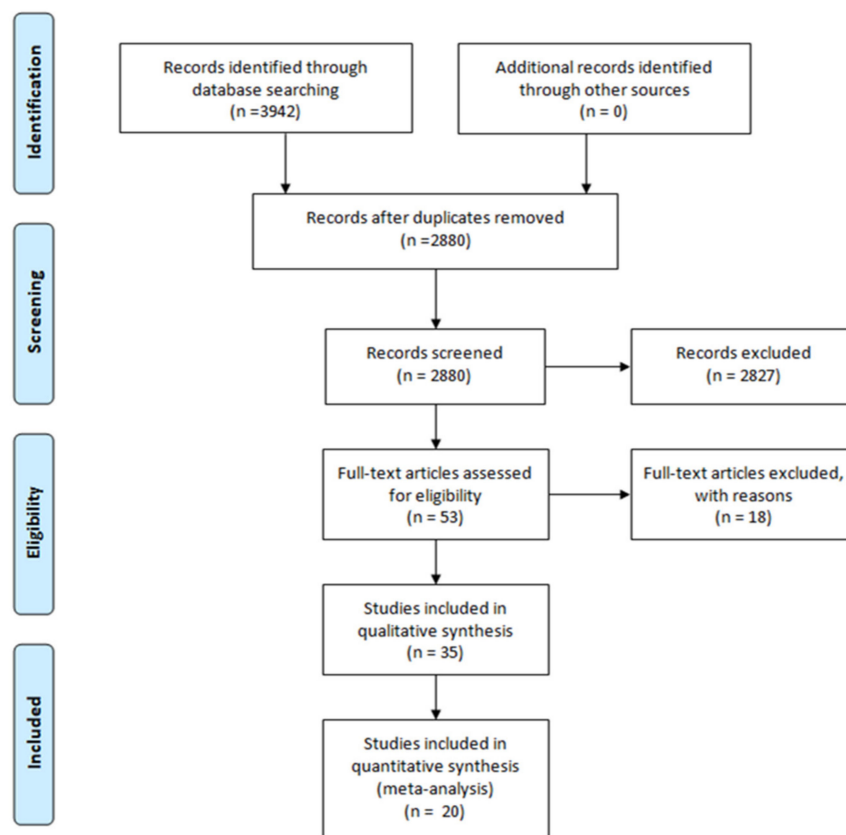 Identification
Records identified through
database searching
(n =3942)
Additional records identified
through other sources
(n = 0)
Records after duplicates removed
(n =2880)
Screening
Records screened
(n = 2880)
Records excluded
(n = 2827)
Eligibility
Full-text articles assessed
for eligibility
(n = 53)
Full-text articles excluded,
with reasons
(n = 18)
Studies included in
qualitative synthesis
(n = 35)
Included
Studies included in
quantitative synthesis
(meta-analysis)
(n = 20)